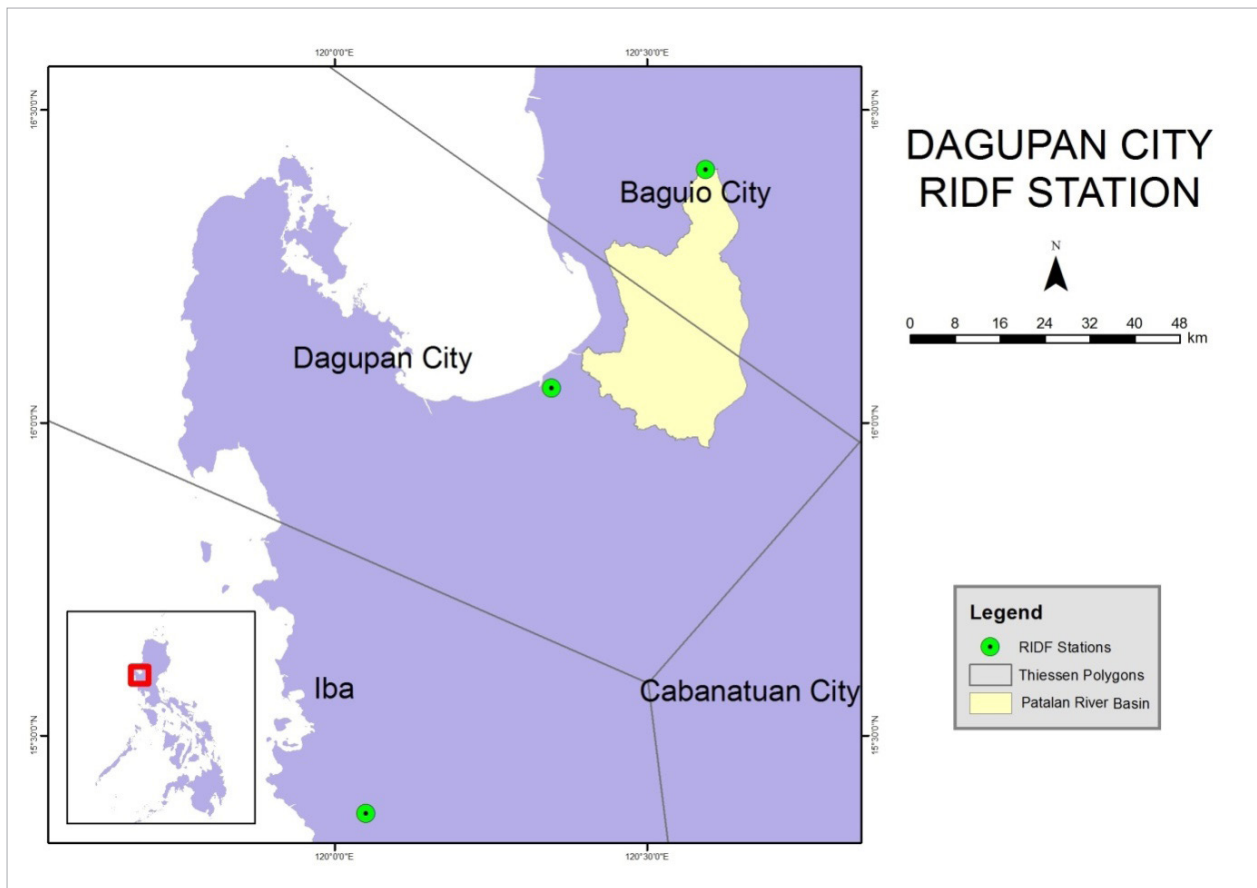 120°0'0"E
120°30'0"E
16°30'0"N
16°30'0"N
DAGUPAN CITY
RIDF STATION
Baguio City
N
0 8 16 24 32 40 48
km
Dagupan City
16°0'0"N
16°0'0"N
Legend
RIDF Stations
Thiessen Polygons
Patalan River Basin
Iba
Cabanatuan City
15°30'0"N
15°30'0"N
120°0'0"E
120°30'0"E